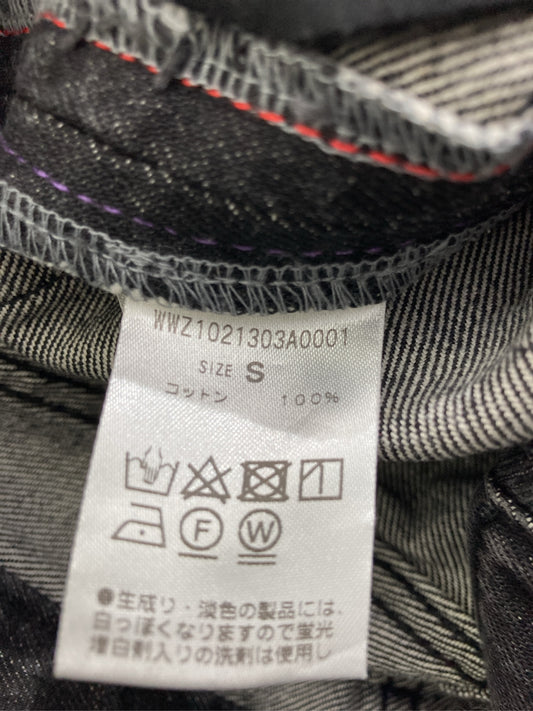 WWZ1021303A0001
SIZE S
コットン 100%
F W
●生成り・淡色の製品には、
白っぽくなりますので蛍光
増白剤入りの洗剤は使用し